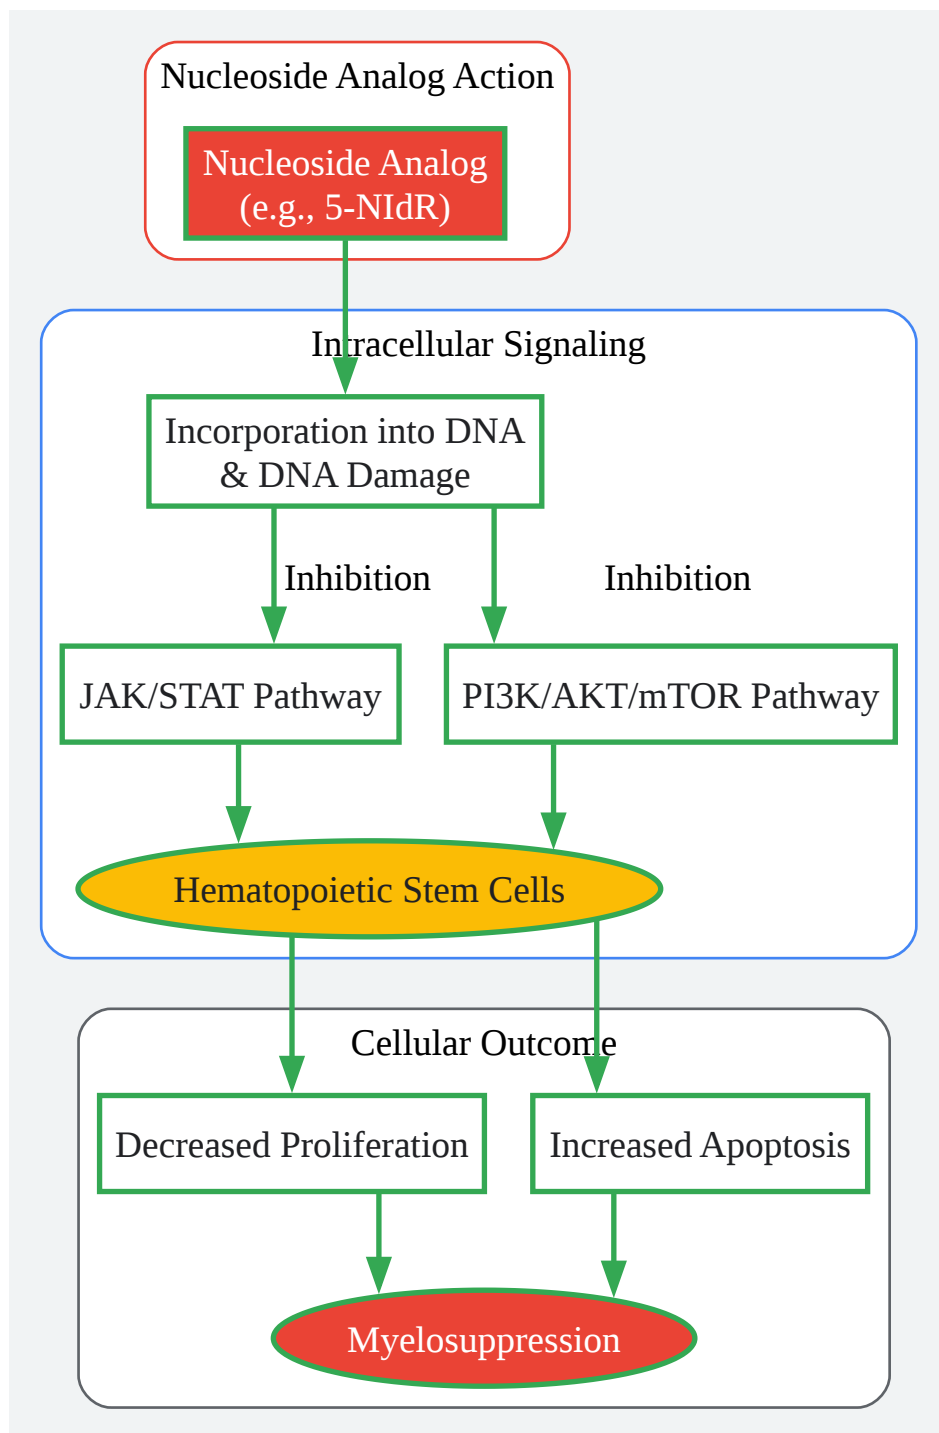 Nucleoside Analog Action
Nucleoside Analog
(e.g., 5-NIdR)
Intracellular Signaling
Incorporation into DNA
& DNA Damage
Inhibition
Inhibition
JAK/STAT Pathway
PI3K/AKT/mTOR Pathway
Hematopoietic Stem Cells
Cellular Outcome
Decreased Proliferation
Increased Apoptosis
Myelosuppression